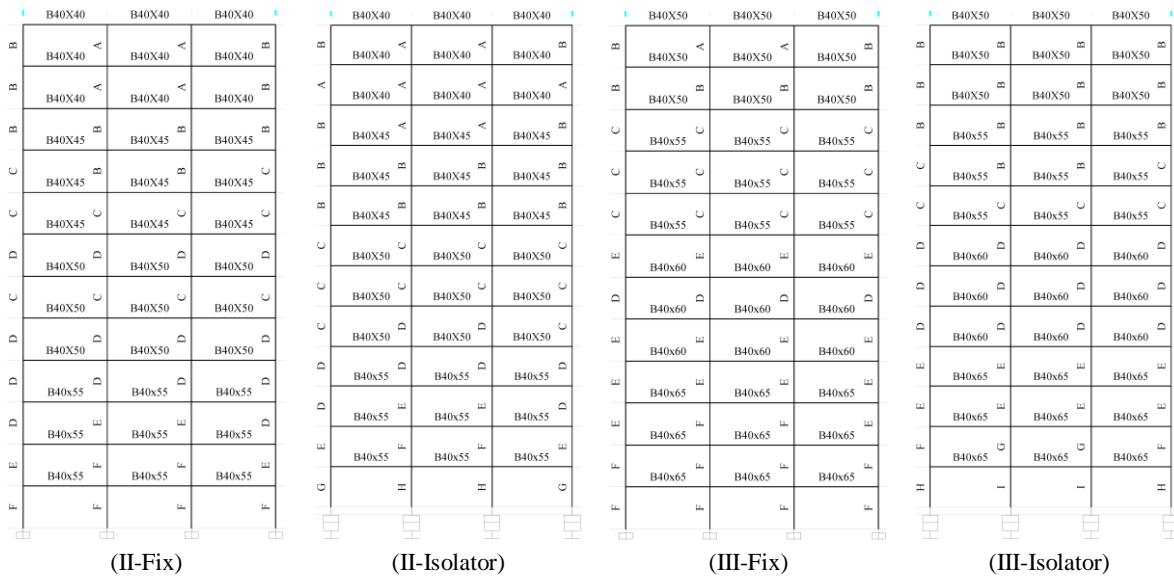 B40X40 B40X40 B40X40
B A A B
B40X40 B40X40 B40X40
B A A B
B40X40 B40X40 B40X40
B B B B
B40X45 B40X45 B40X45
C B B C
B40X45 B40X45 B40X45
C C C C
B40X45 B40X45 B40X45
D D D D
B40X50 B40X50 B40X50
C C C C
B40X50 B40X50 B40X50
D D D D
B40X50 B40X50 B40X50
D D D D
B40x55 B40x55 B40x55
D E E D
B40x55 B40x55 B40x55
E F F E
B40x55 B40x55 B40x55
F F F F
(II-Fix)
B40X40 B40X40 B40X40
B A A B
B40X40 B40X40 B40X40
A A A A
B40X40 B40X40 B40X40
B A A B
B40X45 B40X45 B40X45
B B B B
B40X45 B40X45 B40X45
B B B B
B40X45 B40X45 B40X45
C C C C
B40X50 B40X50 B40X50
C C C C
B40X50 B40X50 B40X50
C D D C
B40X50 B40X50 B40X50
D D D D
B40x55 B40x55 B40x55
D E E D
B40x55 B40x55 B40x55
E F F E
B40x55 B40x55 B40x55
G H H G
(II-Isolator)
B40X50 B40X50 B40X50
B A A B
B40X50 B40X50 B40X50
B B B B
B40X50 B40X50 B40X50
C C C C
B40x55 B40x55 B40x55
C C C C
B40x55 B40x55 B40x55
C C C C
B40x55 B40x55 B40x55
E E E E
B40x60 B40x60 B40x60
D D D D
B40x60 B40x60 B40x60
E E E E
B40x60 B40x60 B40x60
E E E E
B40x65 B40x65 B40x65
E F F E
B40x65 B40x65 B40x65
F F F F
B40x65 B40x65 B40x65
F F F F
(III-Fix)
B40X50 B40X50 B40X50
B B B B
B40X50 B40X50 B40X50
B B B B
B40X50 B40X50 B40X50
B B B B
B40x55 B40x55 B40x55
C B B C
B40x55 B40x55 B40x55
C C C C
B40x55 B40x55 B40x55
D D D D
B40x60 B40x60 B40x60
D D D D
B40x60 B40x60 B40x60
D D D D
B40x60 B40x60 B40x60
E E E E
B40x65 B40x65 B40x65
E E E E
B40x65 B40x65 B40x65
F G G F
B40x65 B40x65 B40x65
H I I H
(III-Isolator)